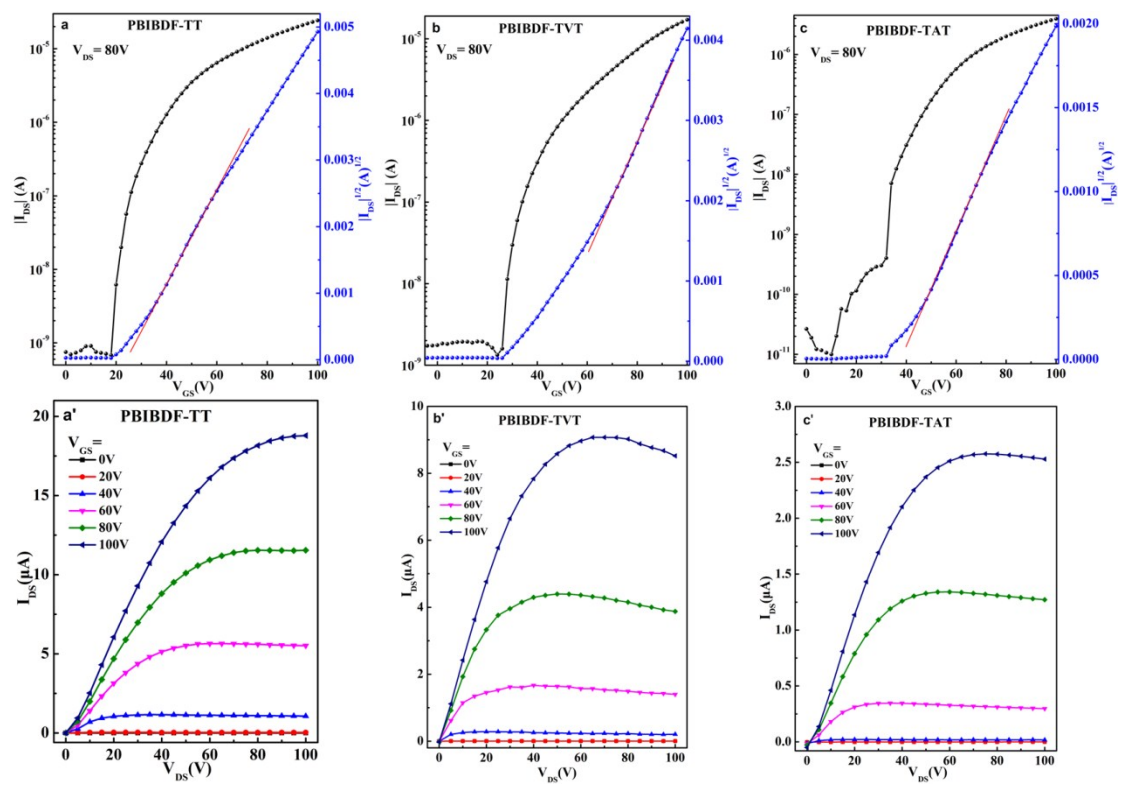 a
PBIBDF-TT
V_DS= 80V
10⁻⁵
10⁻⁶
10⁻⁷
10⁻⁸
10⁻⁹
|I_DS| (A)
0.005
0.004
0.003
0.002
0.001
0.000
|I_DS|^1/2(A)^1/2
0 20 40 60 80 100
V_GS(V)
b
PBIBDF-TVT
V_DS= 80V
10⁻⁵
10⁻⁶
10⁻⁷
10⁻⁸
10⁻⁹
|I_DS| (A)
0.004
0.003
0.002
0.001
0.000
|I_DS|^1/2(A)^1/2
0 20 40 60 80 100
V_GS(V)
c
PBIBDF-TAT
V_DS= 80V
10⁻⁶
10⁻⁷
10⁻⁸
10⁻⁹
10⁻¹⁰
10⁻¹¹
|I_DS| (A)
0.0020
0.0015
0.0010
0.0005
0.0000
|I_DS|^1/2(A)^1/2
0 20 40 60 80 100
V_GS(V)
a'
PBIBDF-TT
V_GS=
0V
20V
40V
60V
80V
100V
20
15
10
5
0
I_DS(μA)
0 20 40 60 80 100
V_DS(V)
b'
PBIBDF-TVT
V_GS=
0V
20V
40V
60V
80V
100V
10
8
6
4
2
0
I_DS(μA)
0 20 40 60 80 100
V_DS(V)
c'
PBIBDF-TAT
V_GS=
0V
20V
40V
60V
80V
100V
3.0
2.5
2.0
1.5
1.0
0.5
0.0
I_DS(μA)
0 20 40 60 80 100
V_DS(V)